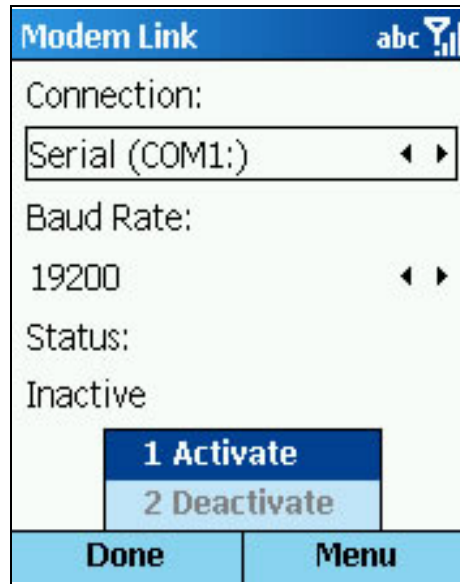 Modem Link abc
Connection:
Serial (COM1:)
Baud Rate:
19200
Status:
Inactive
1 Activate
2 Deactivate
Done Menu